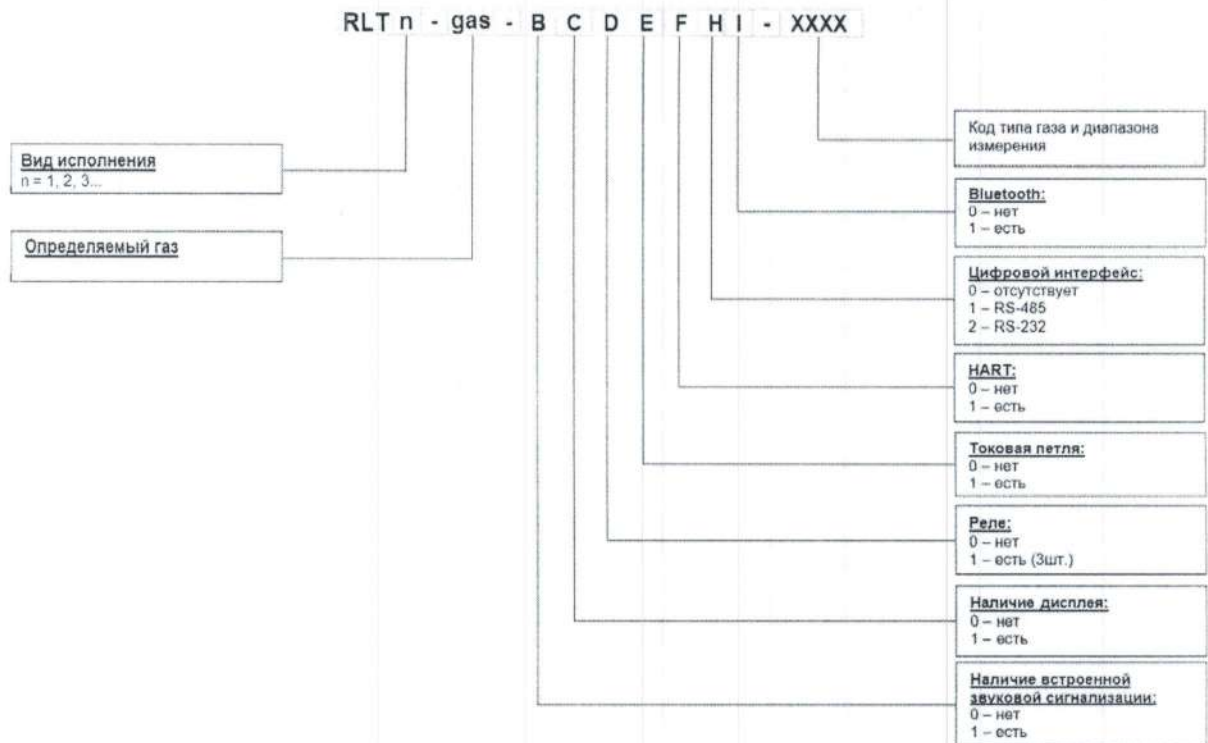 RLT n - gas - B C D E F H I - XXXX
Вид исполнения
n = 1, 2, 3...
Определяемый газ
Код типа газа и диапазона
измерения
Bluetooth:
0 – нет
1 – есть
Цифровой интерфейс:
0 – отсутствует
1 – RS-485
2 – RS-232
HART:
0 – нет
1 – есть
Токовая петля:
0 – нет
1 – есть
Реле:
0 – нет
1 – есть (3шт.)
Наличие дисплея:
0 – нет
1 – есть
Наличие встроенной
звуковой сигнализации:
0 – нет
1 – есть